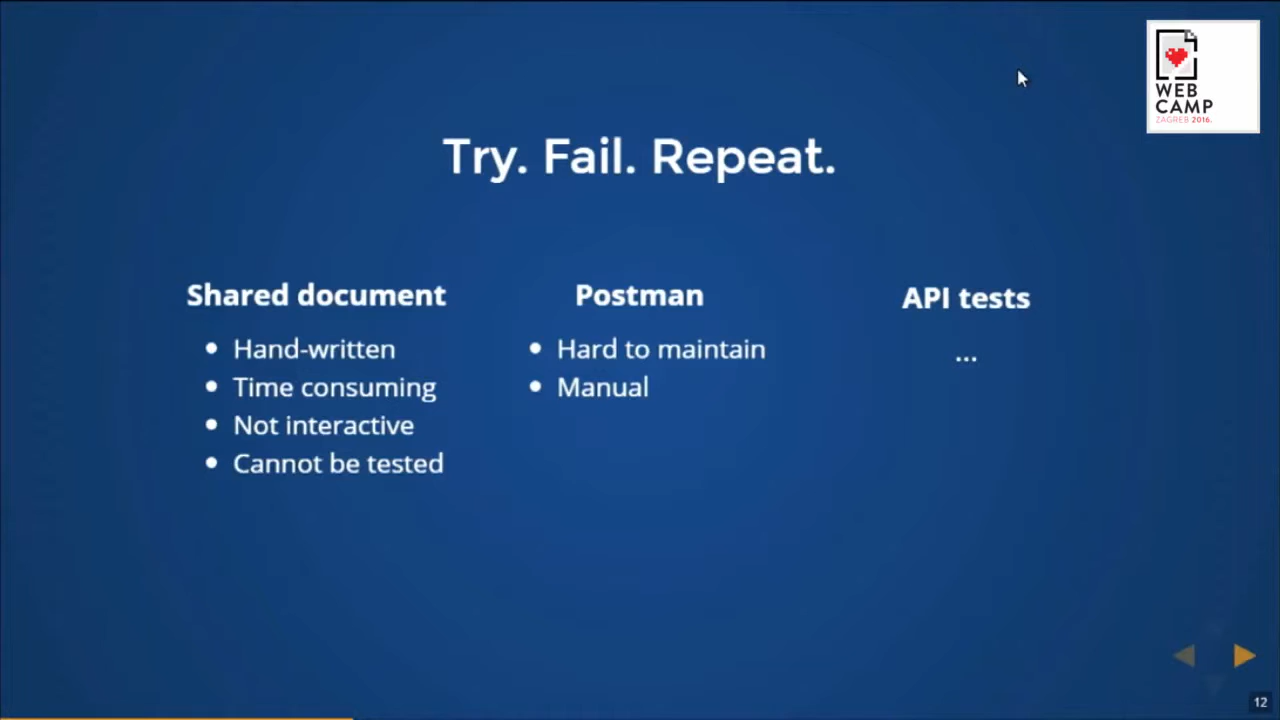 WEB
CAMP
ZAGREB 2016.
Try. Fail. Repeat.
Shared document
Hand-written
Time consuming
Not interactive
Cannot be tested
Postman
Hard to maintain
Manual
API tests
...
12